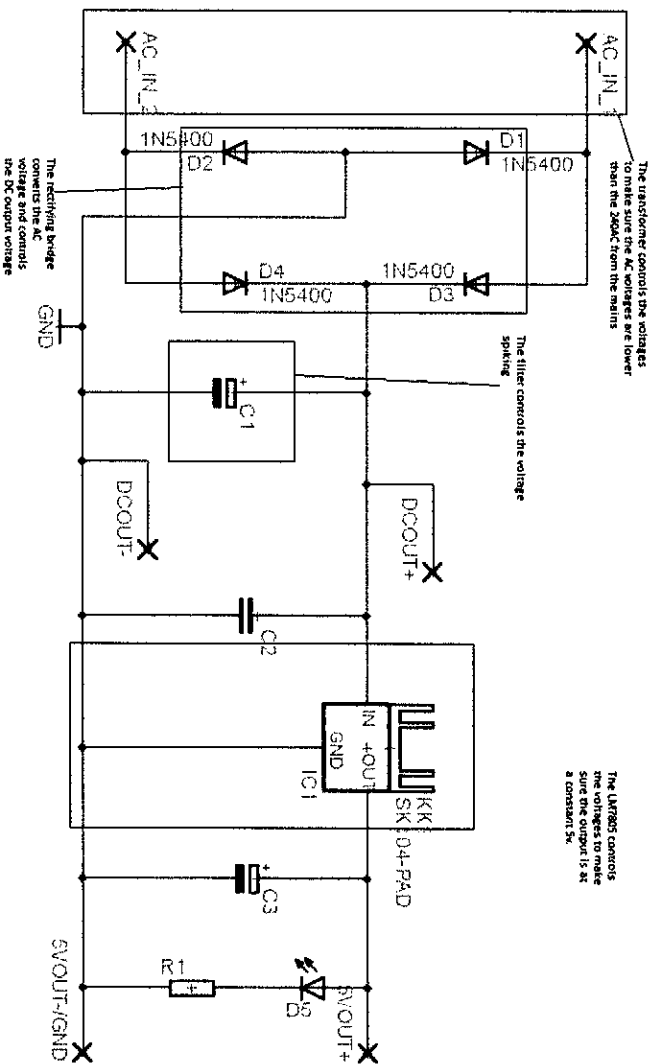 The transformer controls the voltages
to make sure the AC voltages are lower
than the 240AC from the mains
AC_IN_1
AC_IN_2
D1
1N5400
1N5400
D2
D4
1N5400
1N5400
D3
The rectifying bridge
converts the AC
voltage and controls
the DC output voltage
The filter controls the voltage
spiking
GND
+
C1
DCOUT+
DCOUT-
C2
The LM7805 controls
the voltages to make
sure the output is at
a constant 5v.
KK
SK104-PAD
IN
+OUT
GND
IC1
+
C3
R1
D5
5VOUT+
5VOUT-/GND